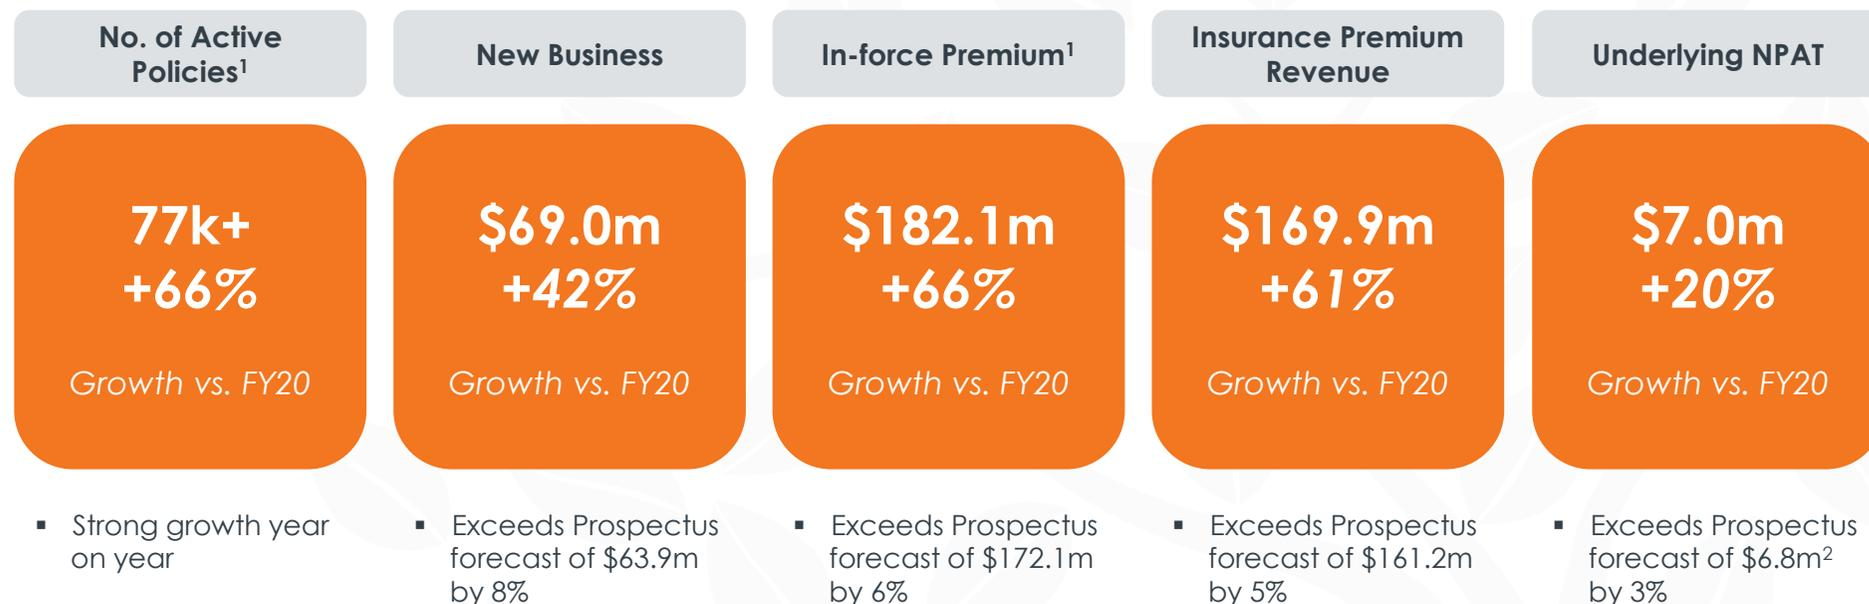 No. of Active
Policies¹
New Business
In-force Premium¹
Insurance Premium
Revenue
Underlying NPAT
77k+
+66%
Growth vs. FY20
$69.0m
+42%
Growth vs. FY20
$182.1m
+66%
Growth vs. FY20
$169.9m
+61%
Growth vs. FY20
$7.0m
+20%
Growth vs. FY20
▪ Strong growth year
on year
▪ Exceeds Prospectus
forecast of $63.9m
by 8%
▪ Exceeds Prospectus
forecast of $172.1m
by 6%
▪ Exceeds Prospectus
forecast of $161.2m
by 5%
▪ Exceeds Prospectus
forecast of $6.8m²
by 3%